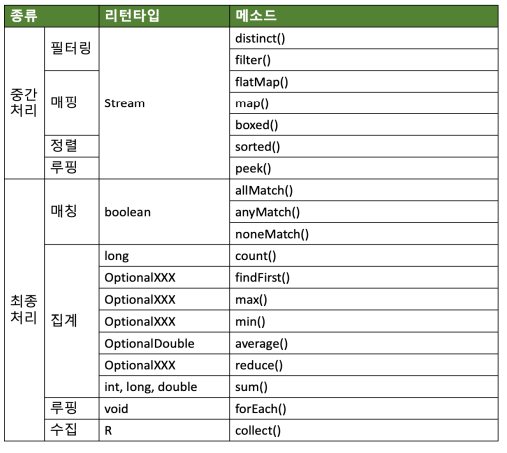 종류 리턴타입 메소드
중간
처리
필터링
Stream
distinct()
filter()
매핑
flatMap()
map()
boxed()
정렬
sorted()
루핑
peek()
최종
처리
매칭
boolean
allMatch()
anyMatch()
noneMatch()
집계
long count()
OptionalXXX findFirst()
OptionalXXX max()
OptionalXXX min()
OptionalDouble average()
OptionalXXX reduce()
int, long, double sum()
루핑 void forEach()
수집 R collect()